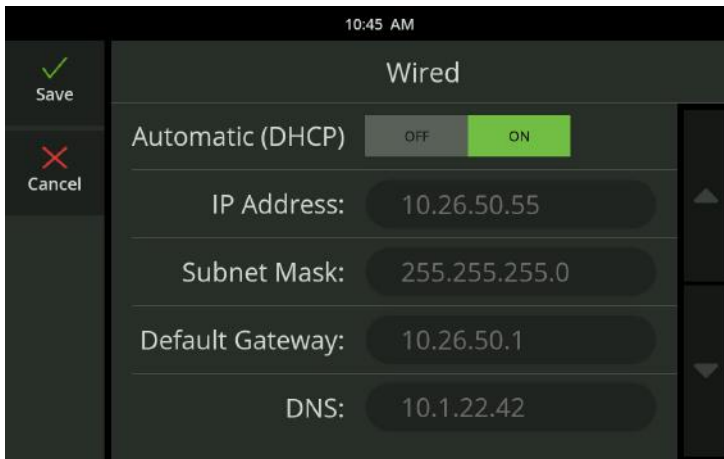 10:45 AM
Save
Cancel
Wired
Automatic (DHCP) OFF ON
IP Address: 10.26.50.55
Subnet Mask: 255.255.255.0
Default Gateway: 10.26.50.1
DNS: 10.1.22.42